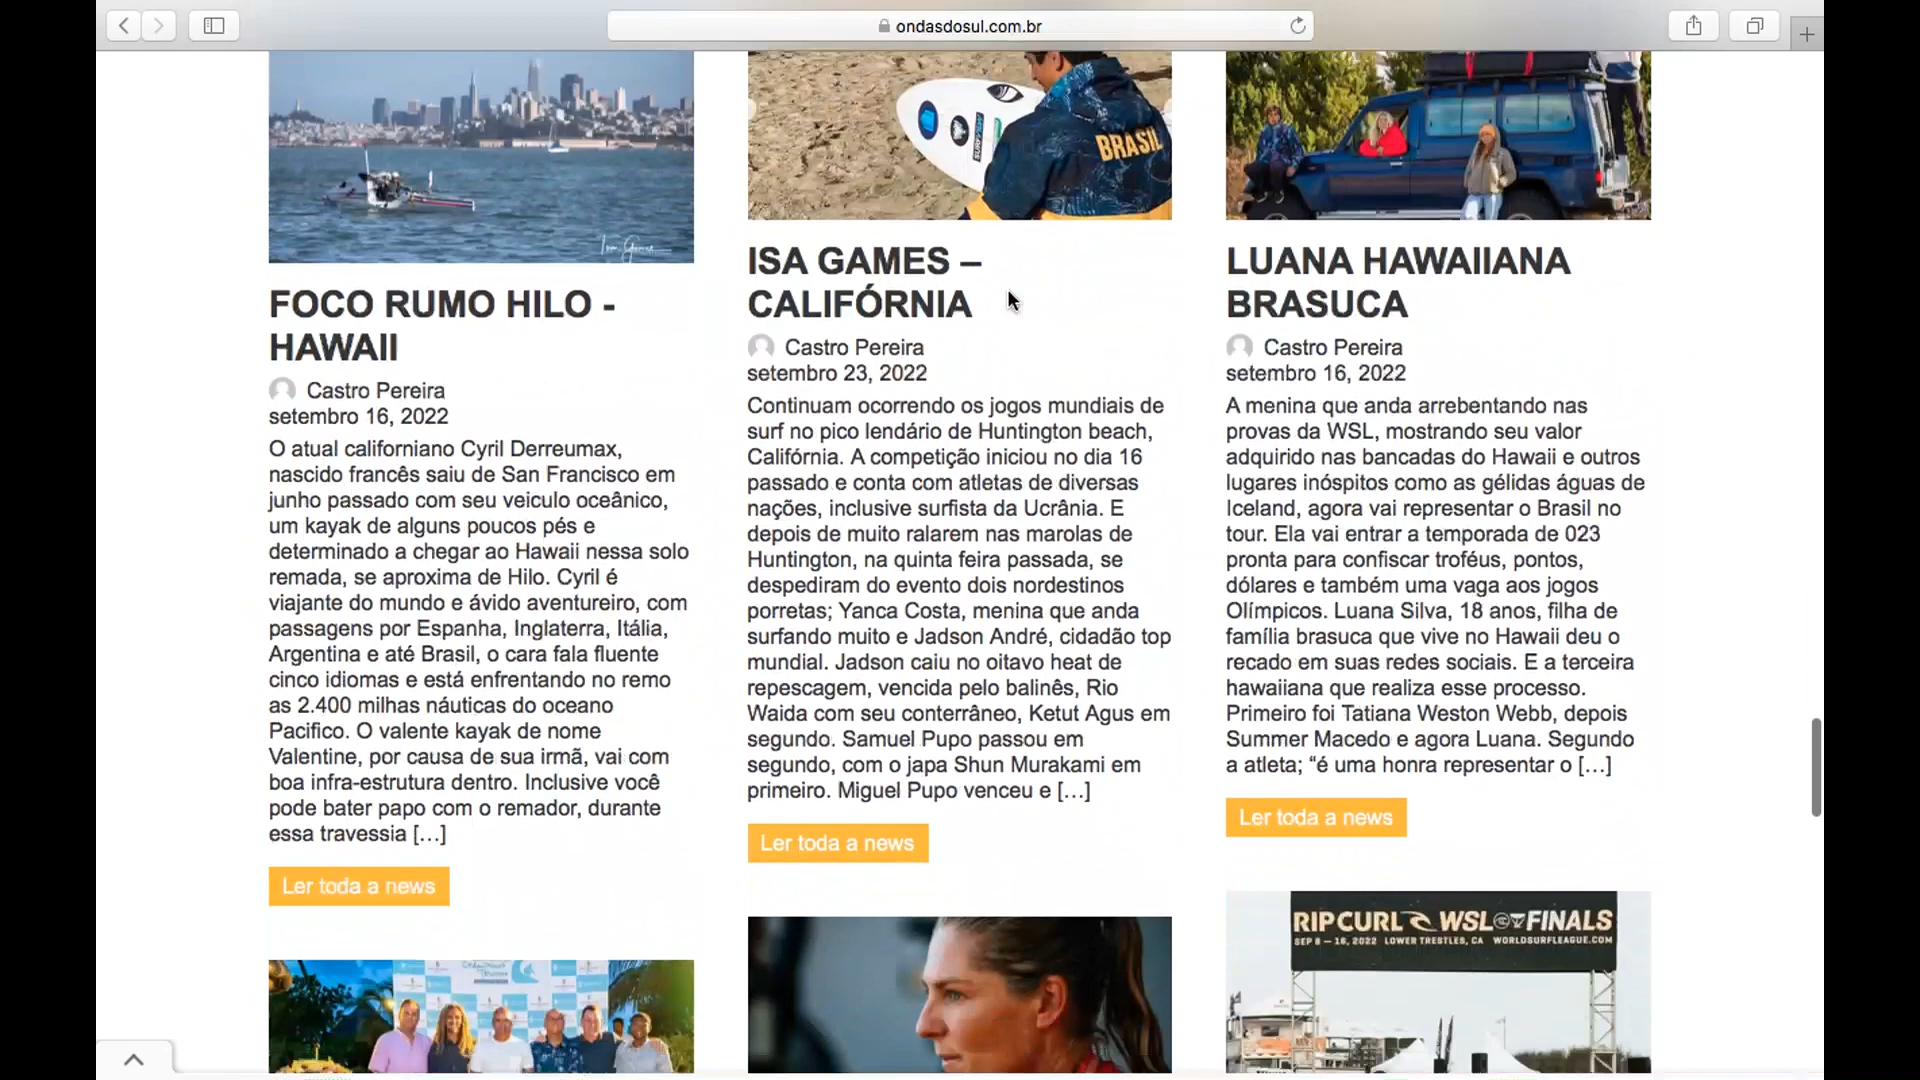 ondasdosul.com.br
BRASIL
FOCO RUMO HILO -
HAWAII
Castro Pereira
setembro 16, 2022
O atual californiano Cyril Derreumax,
nascido francês saiu de San Francisco em
junho passado com seu veiculo oceânico,
um kayak de alguns poucos pés e
determinado a chegar ao Hawaii nessa solo
remada, se aproxima de Hilo. Cyril é
viajante do mundo e ávido aventureiro, com
passagens por Espanha, Inglaterra, Itália,
Argentina e até Brasil, o cara fala fluente
cinco idiomas e está enfrentando no remo
as 2.400 milhas náuticas do oceano
Pacifico. O valente kayak de nome
Valentine, por causa de sua irmã, vai com
boa infra-estrutura dentro. Inclusive você
pode bater papo com o remador, durante
essa travessia […]
Ler toda a news
ISA GAMES –
CALIFÓRNIA
Castro Pereira
setembro 23, 2022
Continuam ocorrendo os jogos mundiais de
surf no pico lendário de Huntington beach,
Califórnia. A competição iniciou no dia 16
passado e conta com atletas de diversas
nações, inclusive surfista da Ucrânia. E
depois de muito ralarem nas marolas de
Huntington, na quinta feira passada, se
despediram do evento dois nordestinos
porretas; Yanca Costa, menina que anda
surfando muito e Jadson André, cidadão top
mundial. Jadson caiu no oitavo heat de
repescagem, vencida pelo balinês, Rio
Waida com seu conterrâneo, Ketut Agus em
segundo. Samuel Pupo passou em
segundo, com o japa Shun Murakami em
primeiro. Miguel Pupo venceu e […]
Ler toda a news
LUANA HAWAIIANA
BRASUCA
Castro Pereira
setembro 16, 2022
A menina que anda arrebentando nas
provas da WSL, mostrando seu valor
adquirido nas bancadas do Hawaii e outros
lugares inóspitos como as gélidas águas de
Iceland, agora vai representar o Brasil no
tour. Ela vai entrar a temporada de 023
pronta para confiscar troféus, pontos,
dólares e também uma vaga aos jogos
Olímpicos. Luana Silva, 18 anos, filha de
família brasuca que vive no Hawaii deu o
recado em suas redes sociais. E a terceira
hawaiiana que realiza esse processo.
Primeiro foi Tatiana Weston Webb, depois
Summer Macedo e agora Luana. Segundo
a atleta; “é uma honra representar o […]
Ler toda a news
RIP CURL WSL FINALS
SEP 8 – 16, 2022 LOWER TRESTLES, CA WORLDSURFLEAGUE.COM